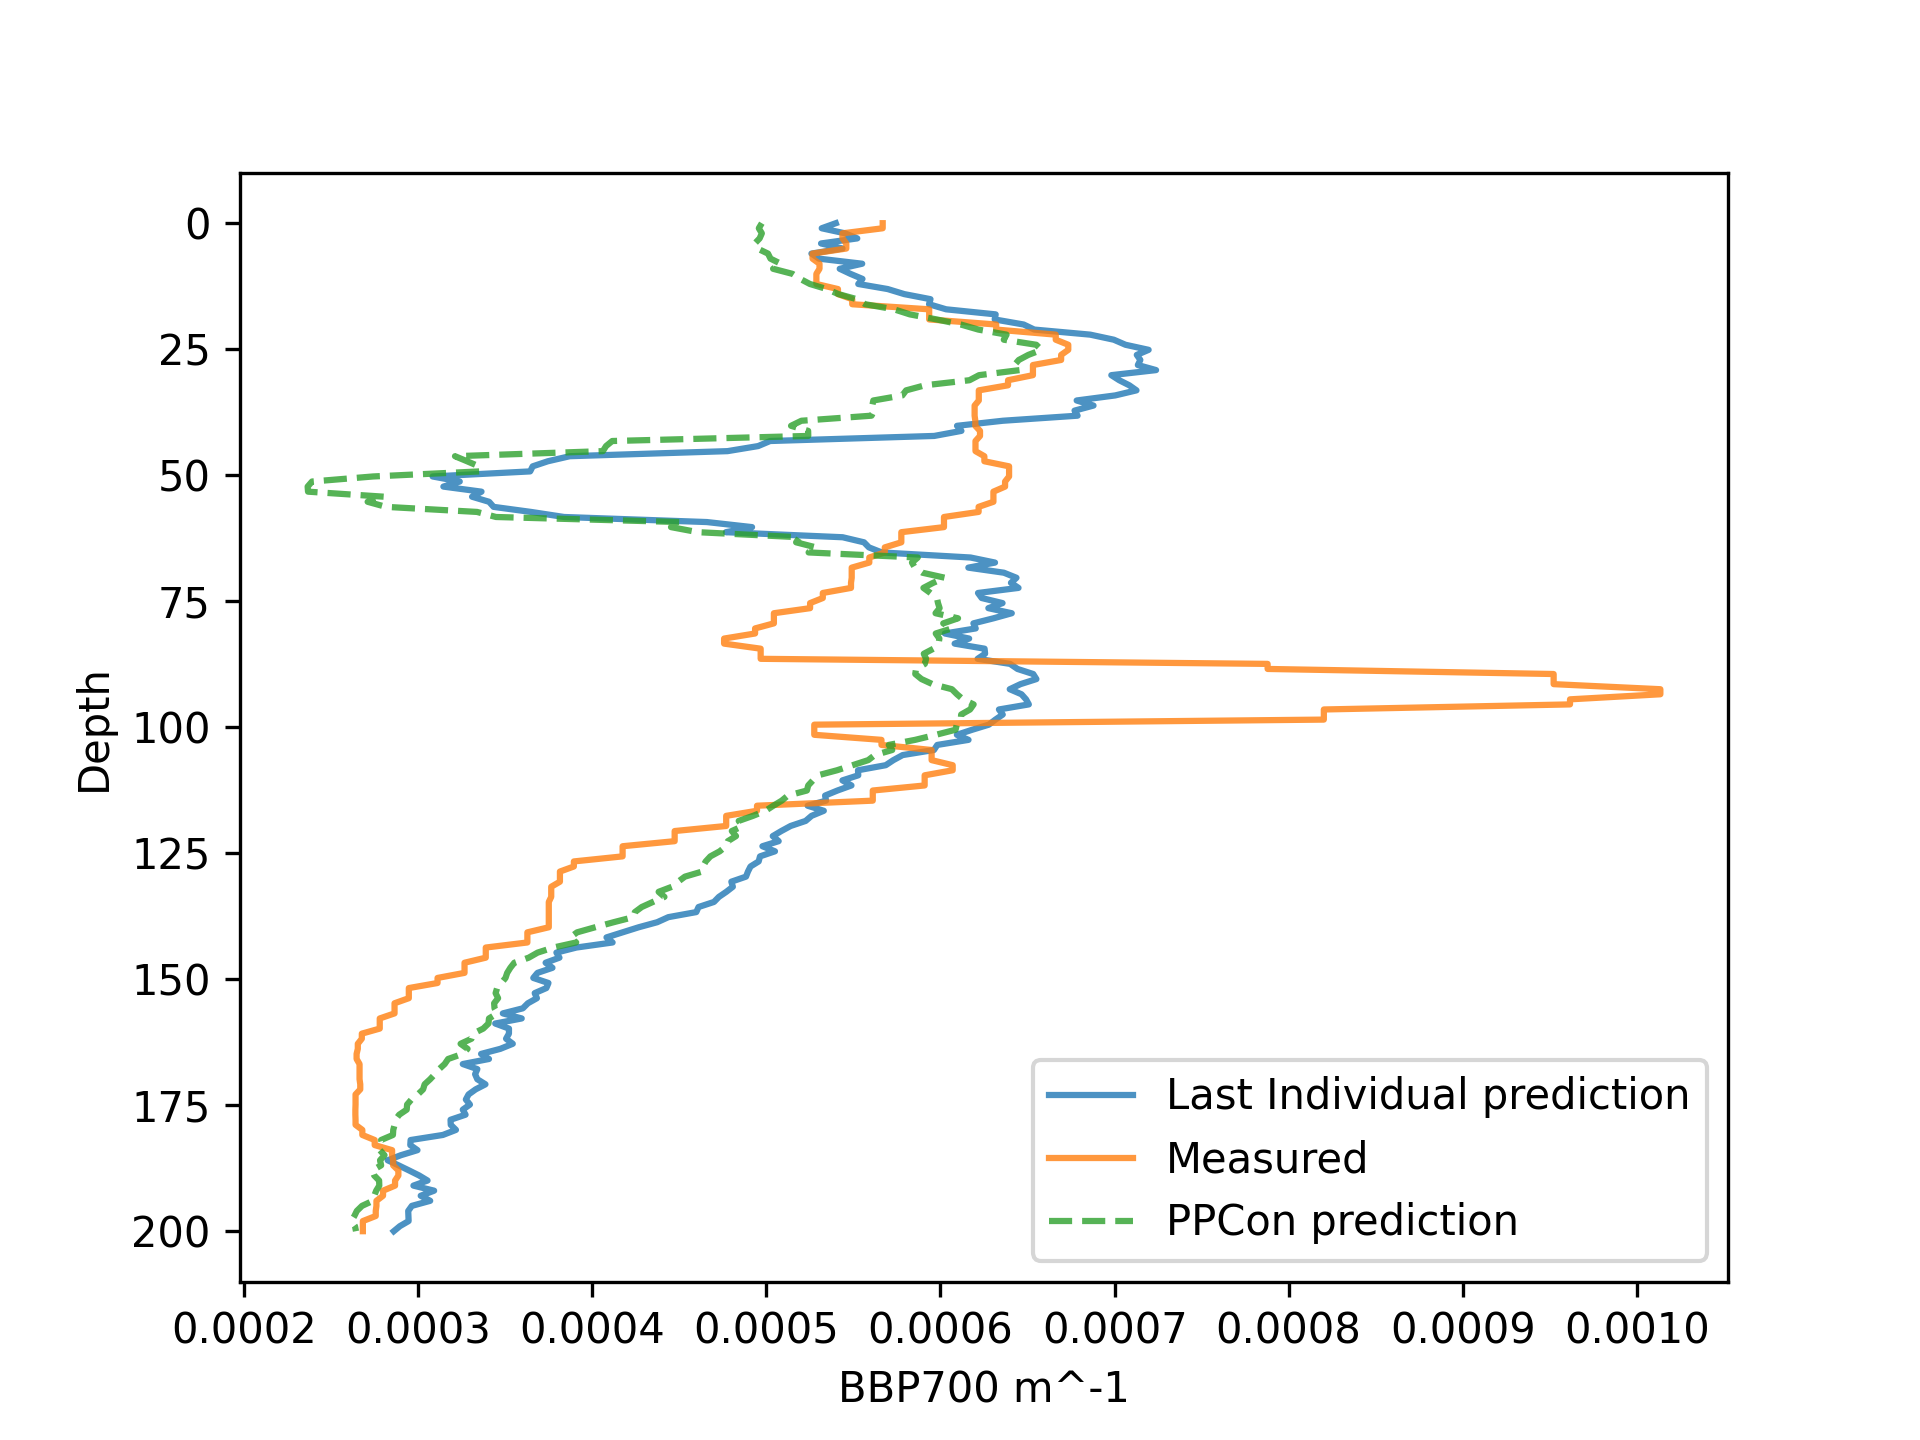 0
25
50
75
100
125
150
175
200
Depth
0.0002 0.0003 0.0004 0.0005 0.0006 0.0007 0.0008 0.0009 0.0010
BBP700 m^-1
Last Individual prediction
Measured
PPCon prediction